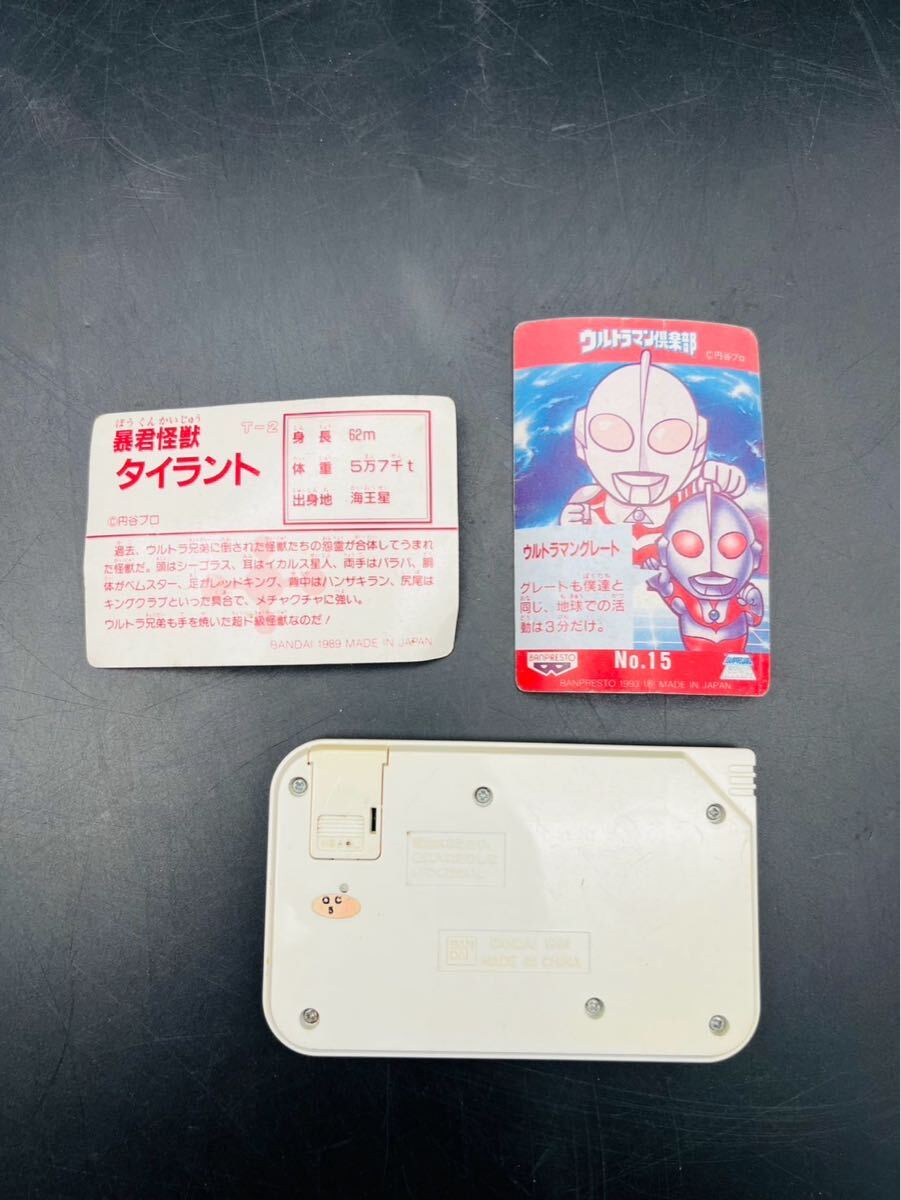 ぼうくんかいじゅう
暴君怪獣
タイラント
T-2
©円谷プロ
身長 62m
体重 5万7千t
出身地 海王星
過去、ウルトラ兄弟に倒された怪獣たちの怨霊が合体してうまれ
た怪獣だ。頭はシーゴラス、耳はイカルス星人、両手はバラバ、胴
体がベムスター、足がレッドキング、背中はハンザキラン、尻尾は
キングクラブといった具合で、メチャクチャに強い。
ウルトラ兄弟も手を焼いた超ド級怪獣なのだ！
BANDAI 1989 MADE IN JAPAN
ウルトラマン倶楽部
©円谷プロ
ウルトラマングレート
グレートも僕達と
同じ、地球での活
動は3分だけ。
BANPRESTO
No.15
BANPRESTO 1993 MADE IN JAPAN
QC
5
BAN
DAI
BANDAI
MADE IN CHINA